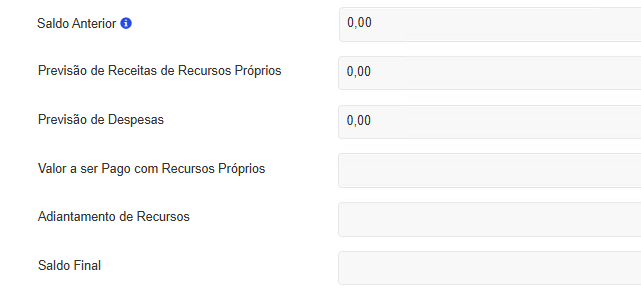 Saldo Anterior 0,00
Previsão de Receitas de Recursos Próprios 0,00
Previsão de Despesas 0,00
Valor a ser Pago com Recursos Próprios
Adiantamento de Recursos
Saldo Final